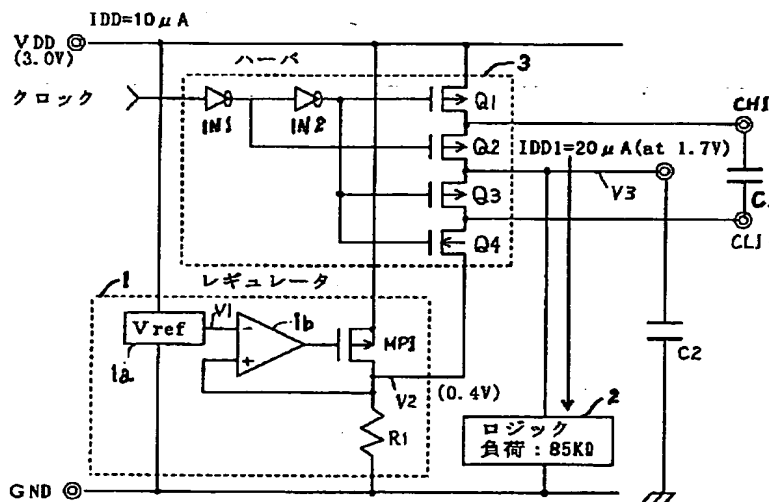 IDD=10μA
VDD
(3.0V)
ハーバ
3
クロック
IN1
IN2
Q1
Q2
Q3
Q4
CH1
IDD1=20μA(at 1.7V)
V3
C
CL1
レギュレータ
1
Vref
1a
V1
1b
MP1
V2
(0.4V)
R1
C2
2
ロジック
負荷:85KΩ
GND